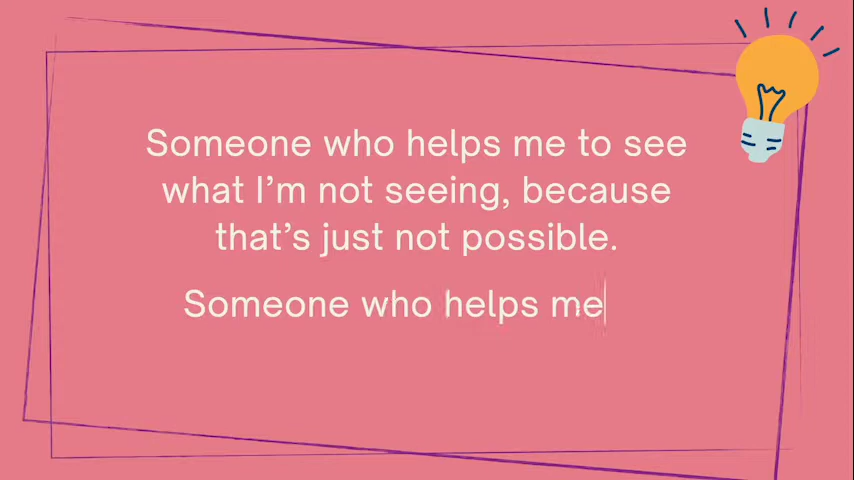 Someone who helps me to see
what I’m not seeing, because
that’s just not possible.
Someone who helps me